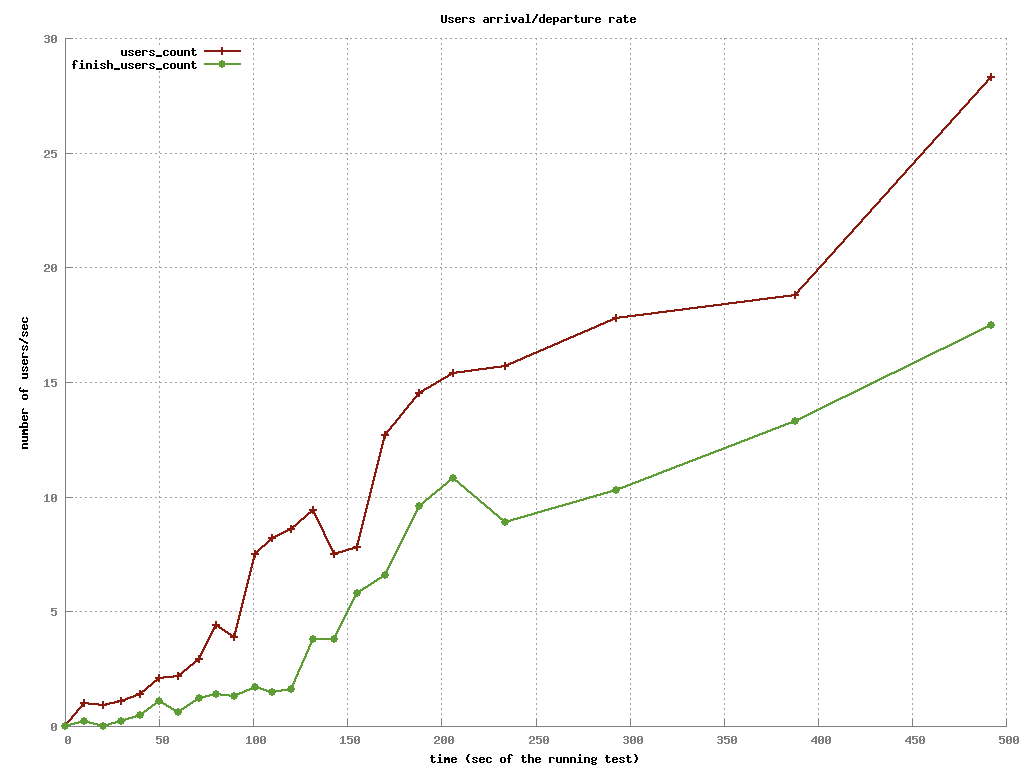 Users arrival/departure rate
users_count
finish_users_count
30
25
20
15
10
5
0
number of users/sec
0 50 100 150 200 250 300 350 400 450 500
time (sec of the running test)